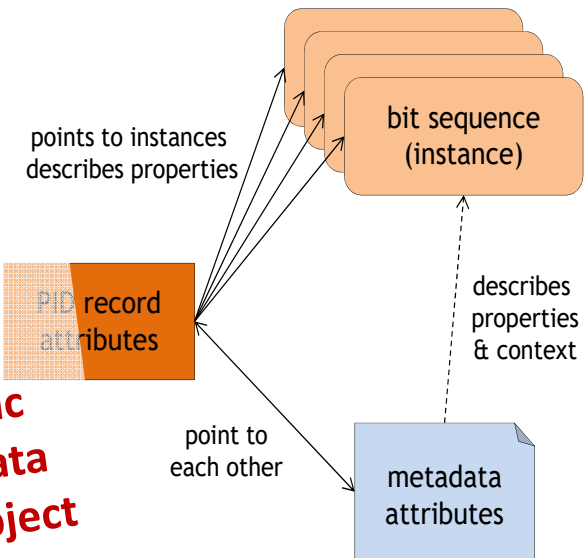 bit sequence
(instance)
points to instances
describes properties
PID record
attributes
describes
properties
& context
point to
each other
metadata
attributes
ject